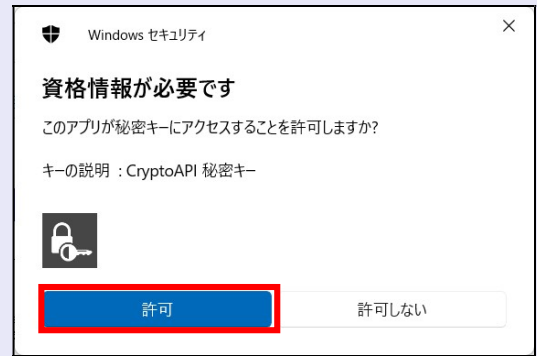 Windows セキュリティ
資格情報が必要です
このアプリが秘密キーにアクセスすることを許可しますか?
キーの説明 : CryptoAPI 秘密キー
許可
許可しない